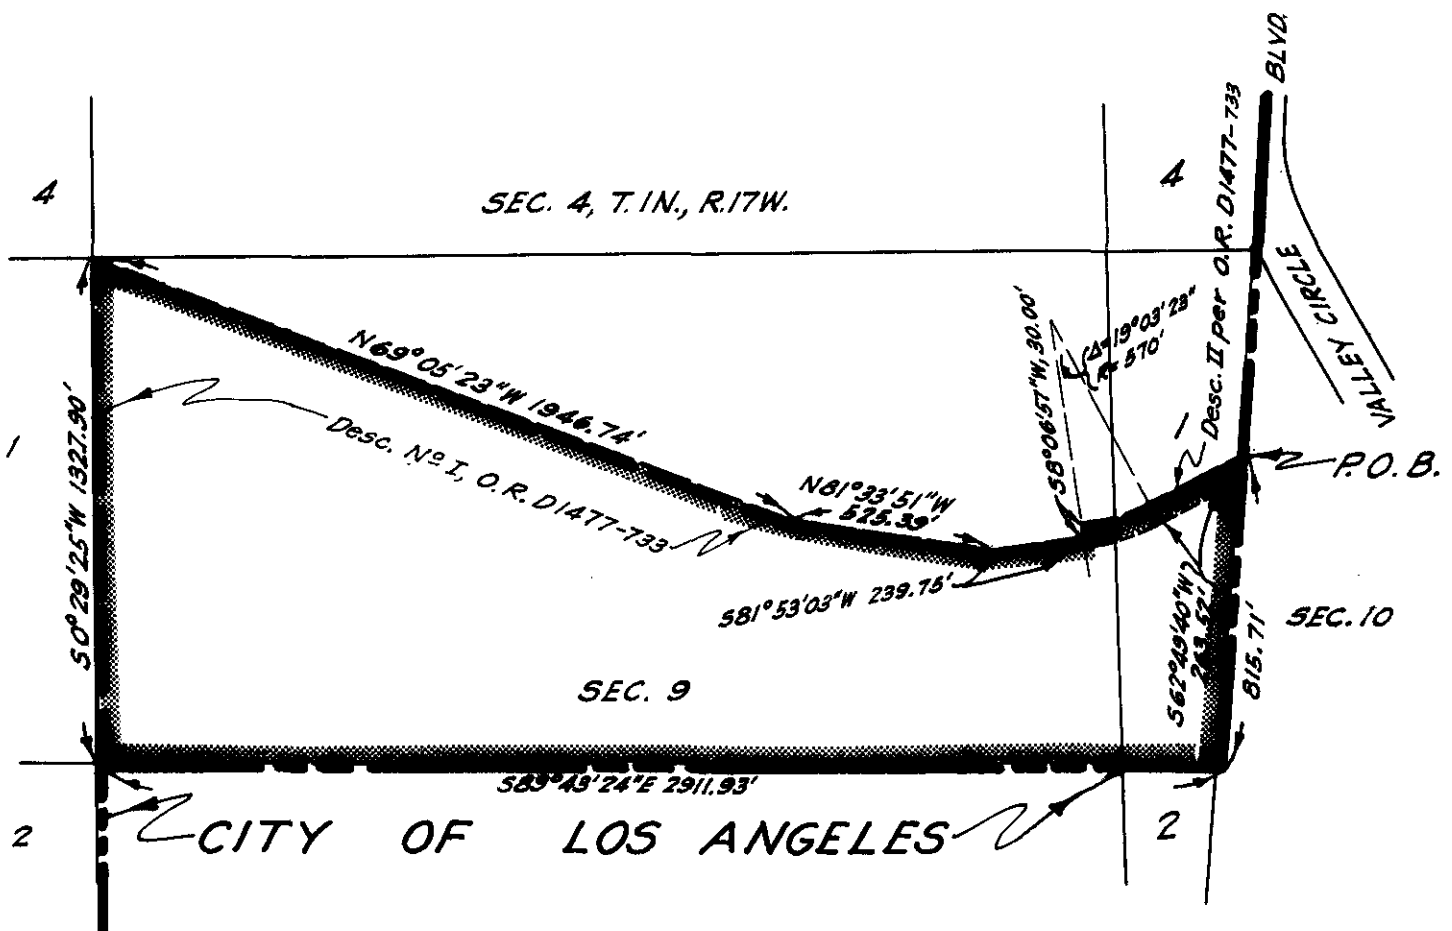 BLVD.
4
SEC. 4, T.1N., R.17W.
4
Desc. II per O.R. D1477-733
VALLEY CIRCLE
N69°05'23"W 1946.74'
S8°06'57"W, 30.00'
Δ=19°03'23"
R= 570'
1
S0°29'25"W 1327.90'
Desc. Nº I, O.R. D1477-733
N81°33'51"W
525.39'
P.O.B.
S81°53'03"W 239.75'
S62°49'40"W
263.52'
815.71'
SEC. 10
SEC. 9
S89°43'24"E 2911.93'
2
CITY OF LOS ANGELES
2